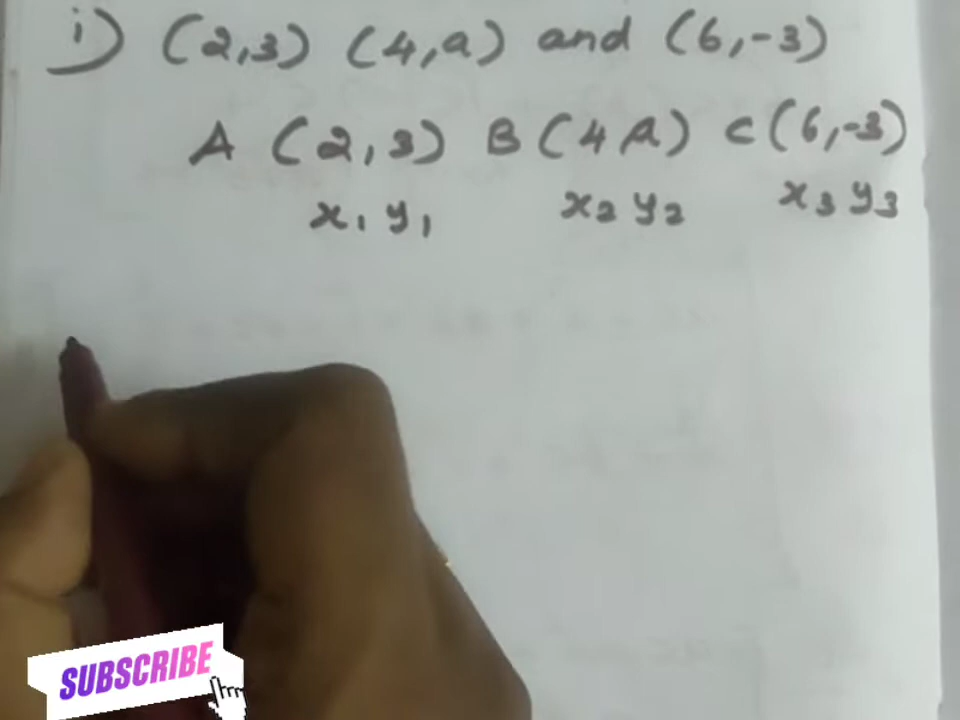 i) (2,3) (4,a) and (6,-3)
A (2,3) B (4 a) C (6,-3)
x₁ y₁ x₂ y₂ x₃ y₃
SUBSCRIBE